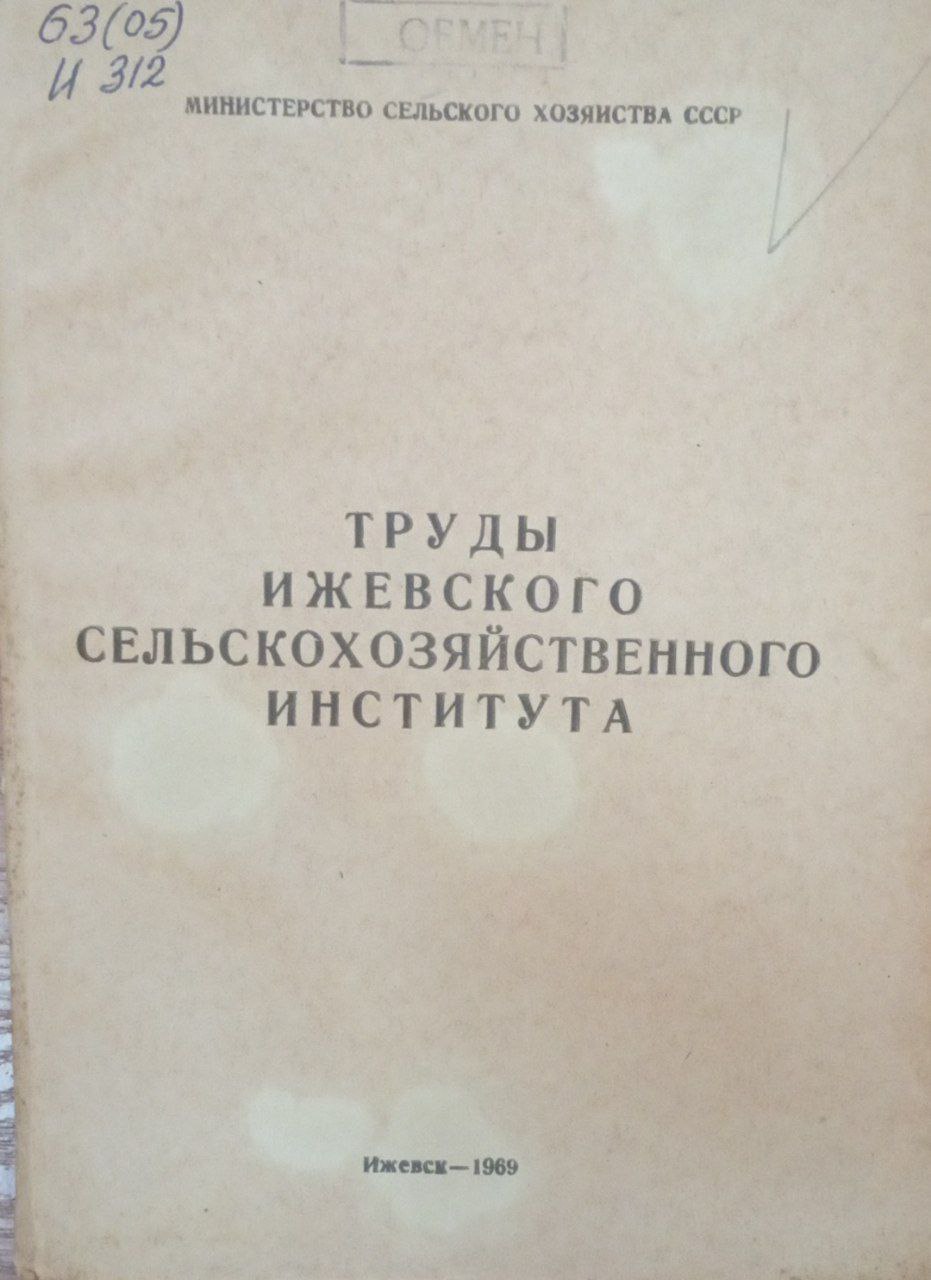 63(05)
И 312
ОБМЕН
МИНИСТЕРСТВО СЕЛЬСКОГО ХОЗЯЙСТВА СССР
ТРУДЫ
ИЖЕВСКОГО
СЕЛЬСКОХОЗЯЙСТВЕННОГО
ИНСТИТУТА
Ижевск—1969